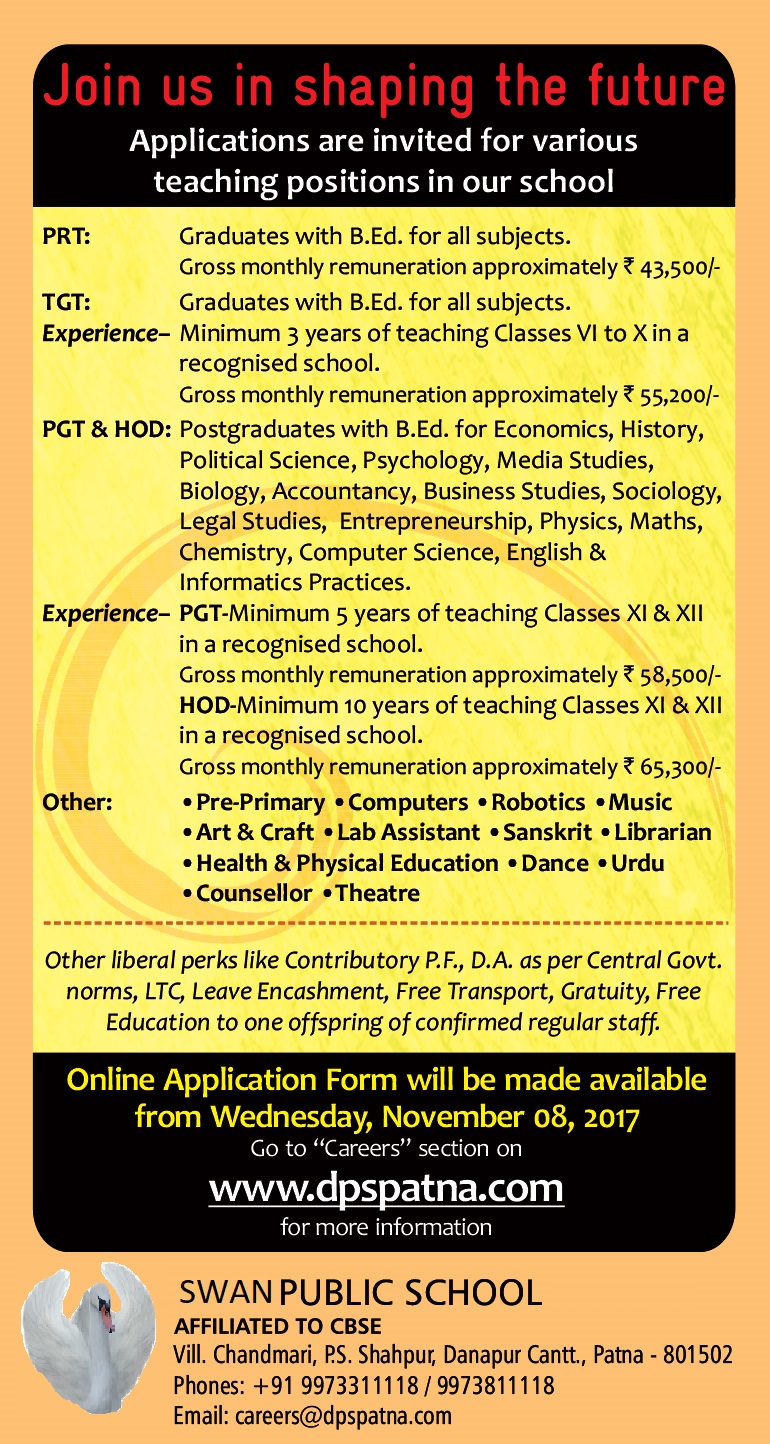 Join us in shaping the future
Applications are invited for various
teaching positions in our school
PRT: Graduates with B.Ed. for all subjects.
Gross monthly remuneration approximately ₹ 43,500/-
TGT: Graduates with B.Ed. for all subjects.
Experience– Minimum 3 years of teaching Classes VI to X in a
recognised school.
Gross monthly remuneration approximately ₹ 55,200/-
PGT & HOD: Postgraduates with B.Ed. for Economics, History,
Political Science, Psychology, Media Studies,
Biology, Accountancy, Business Studies, Sociology,
Legal Studies, Entrepreneurship, Physics, Maths,
Chemistry, Computer Science, English &
Informatics Practices.
Experience– PGT-Minimum 5 years of teaching Classes XI & XII
in a recognised school.
Gross monthly remuneration approximately ₹ 58,500/-
HOD-Minimum 10 years of teaching Classes XI & XII
in a recognised school.
Gross monthly remuneration approximately ₹ 65,300/-
Other: • Pre-Primary • Computers • Robotics • Music
• Art & Craft • Lab Assistant • Sanskrit • Librarian
• Health & Physical Education • Dance • Urdu
• Counsellor • Theatre
Other liberal perks like Contributory P.F., D.A. as per Central Govt.
norms, LTC, Leave Encashment, Free Transport, Gratuity, Free
Education to one offspring of confirmed regular staff.
Online Application Form will be made available
from Wednesday, November 08, 2017
Go to “Careers” section on
www.dpspatna.com
for more information
SWAN PUBLIC SCHOOL
AFFILIATED TO CBSE
Vill. Chandmari, P.S. Shahpur, Danapur Cantt., Patna - 801502
Phones: +91 9973311118 / 9973811118
Email: careers@dpspatna.com